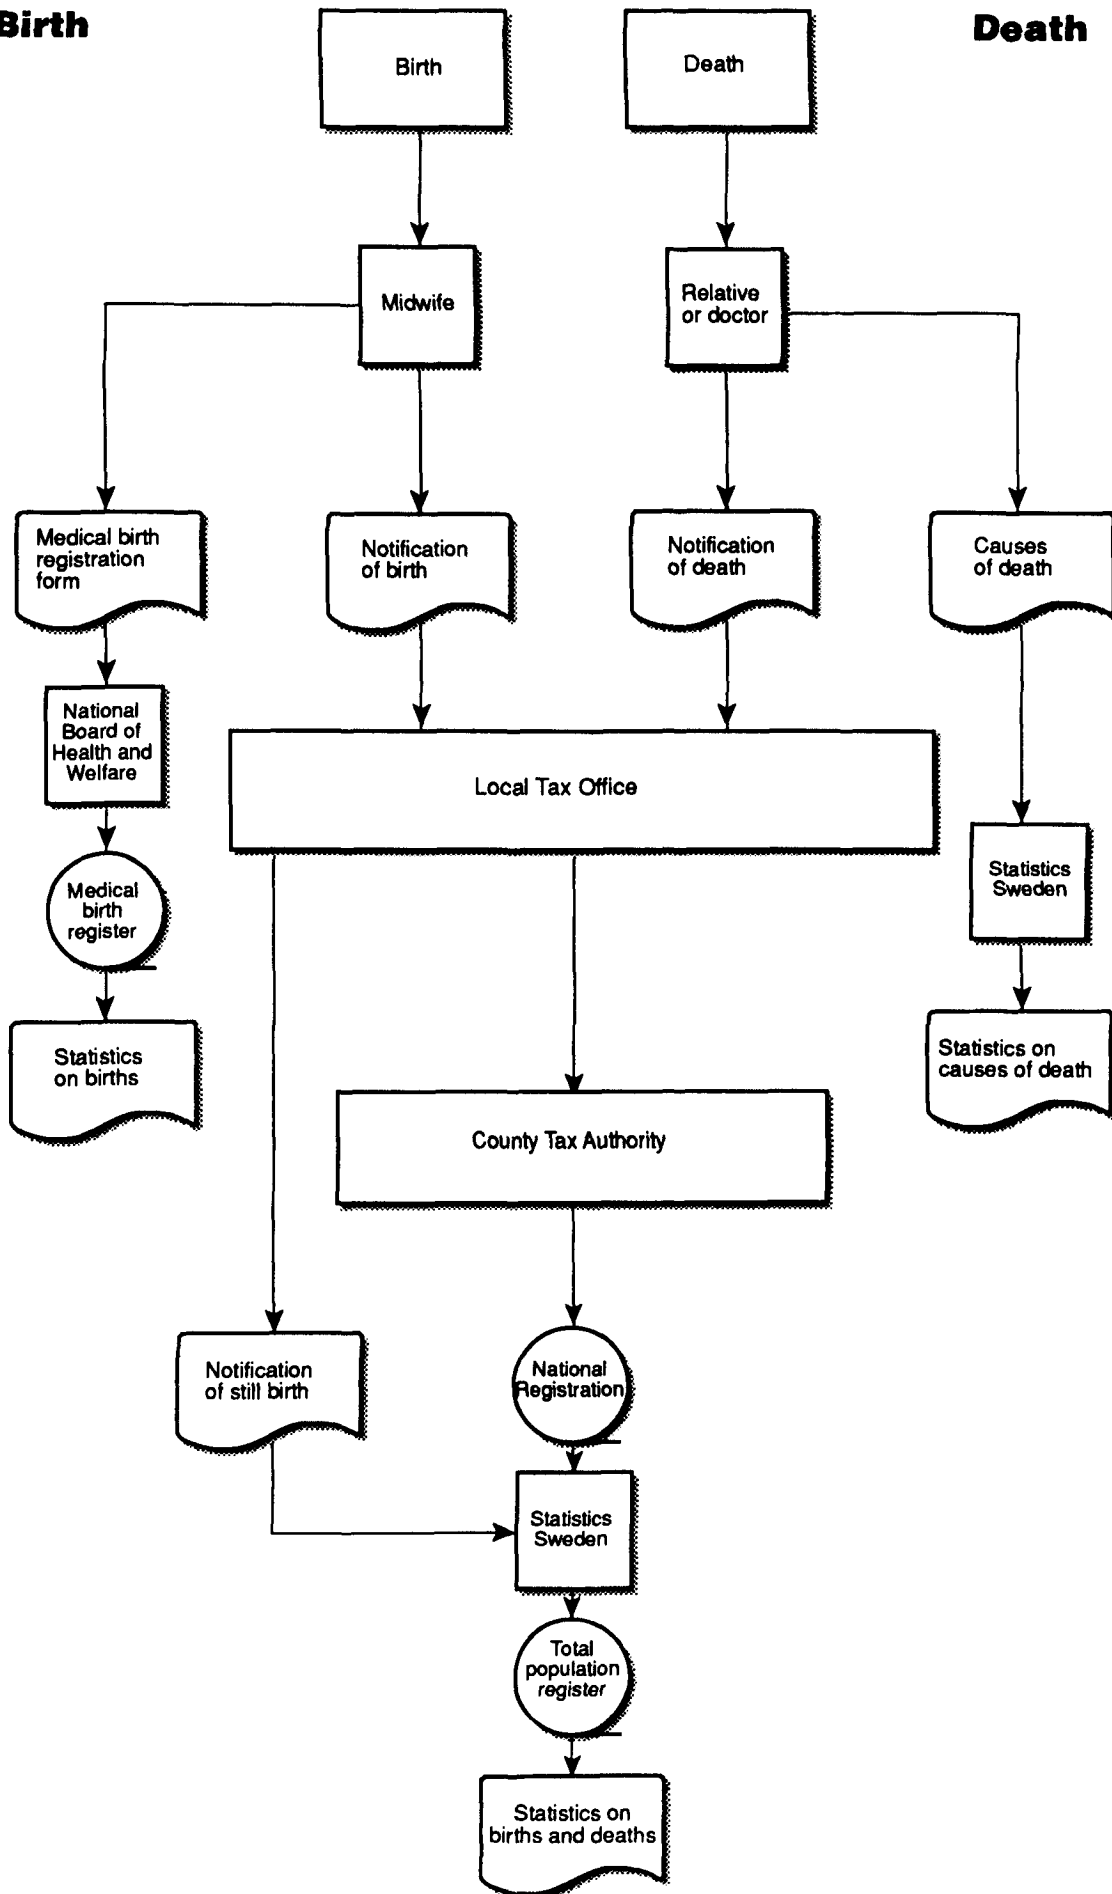 Birth
Death
Birth
Death
Midwife
Relative
or doctor
Medical birth
registration
form
Notification
of birth
Notification
of death
Causes
of death
National
Board of
Health and
Welfare
Local Tax Office
Medical
birth
register
Statistics
Sweden
Statistics
on births
Statistics on
causes of death
County Tax Authority
Notification
of still birth
National
Registration
Statistics
Sweden
Total
population
register
Statistics on
births and deaths